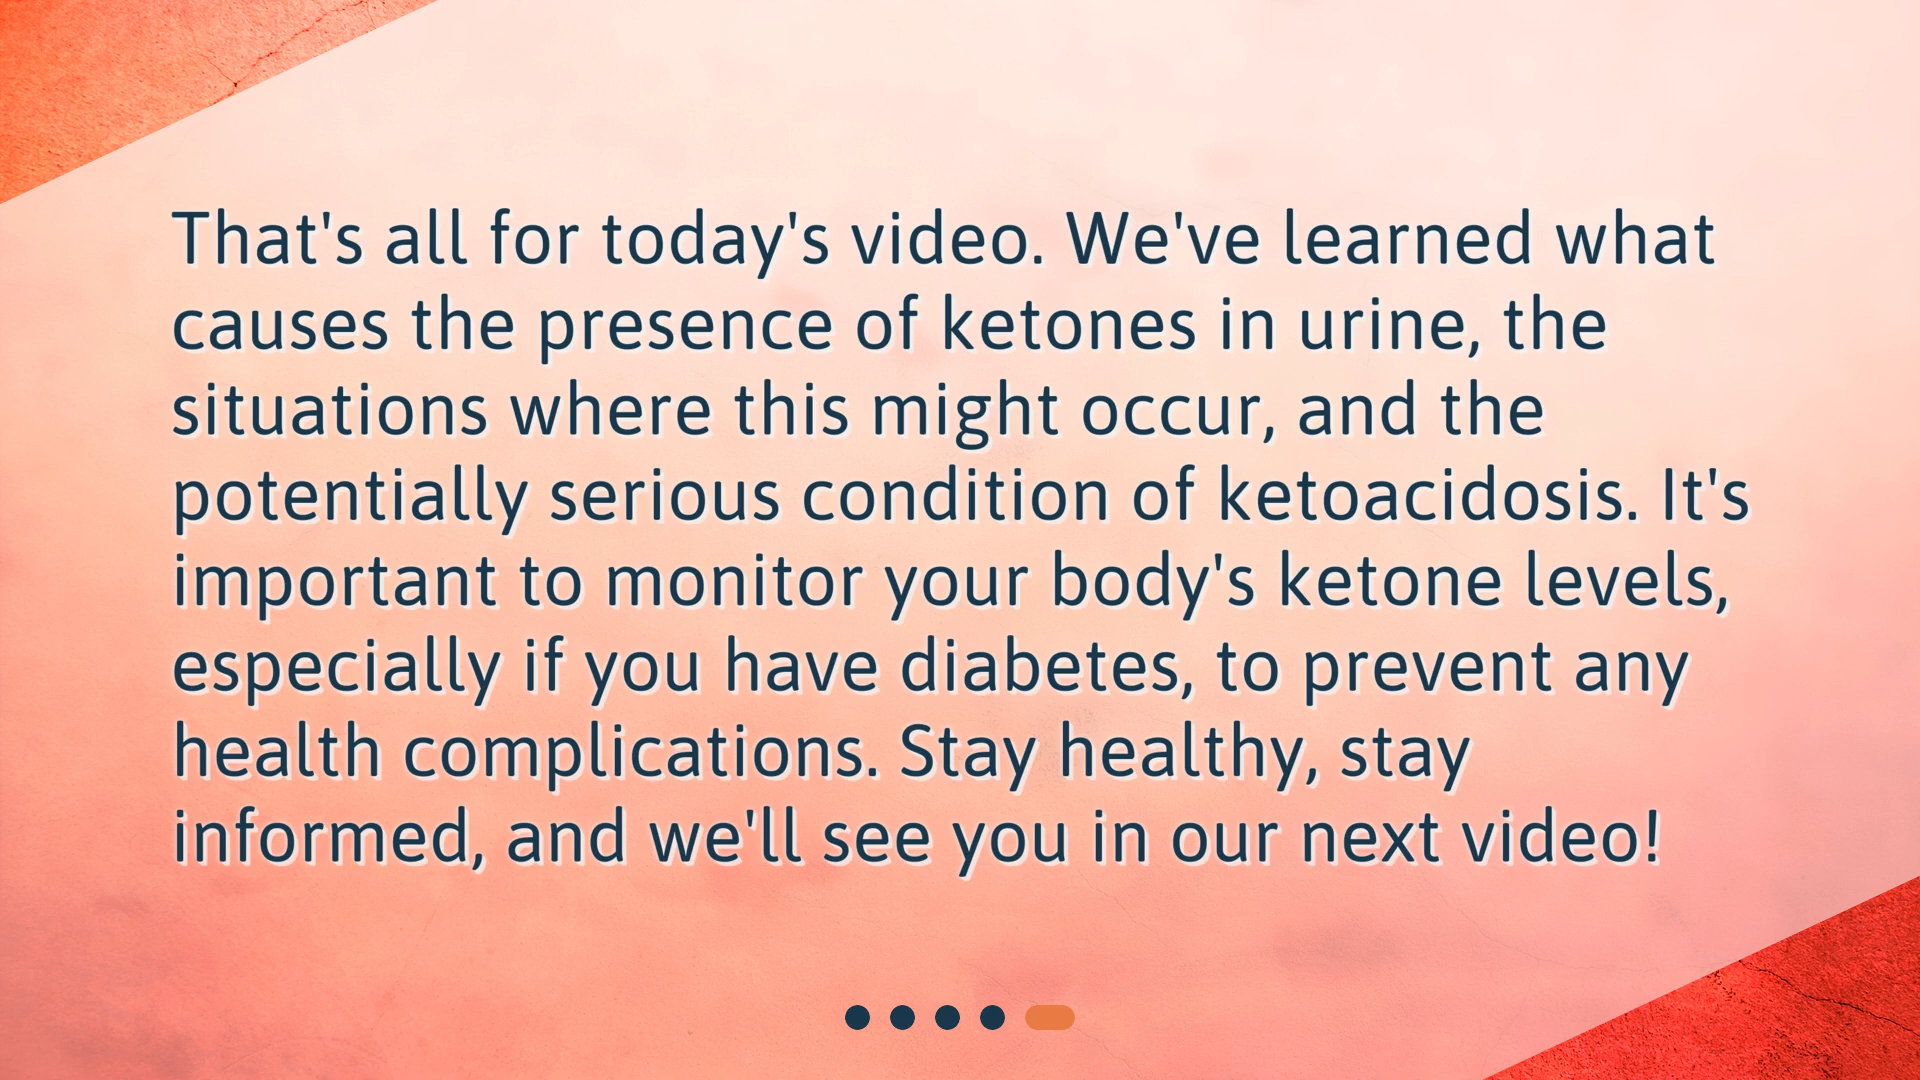 That's all for today's video. We've learned what
causes the presence of ketones in urine, the
situations where this might occur, and the
potentially serious condition of ketoacidosis. It's
important to monitor your body's ketone levels,
especially if you have diabetes, to prevent any
health complications. Stay healthy, stay
informed, and we'll see you in our next video!